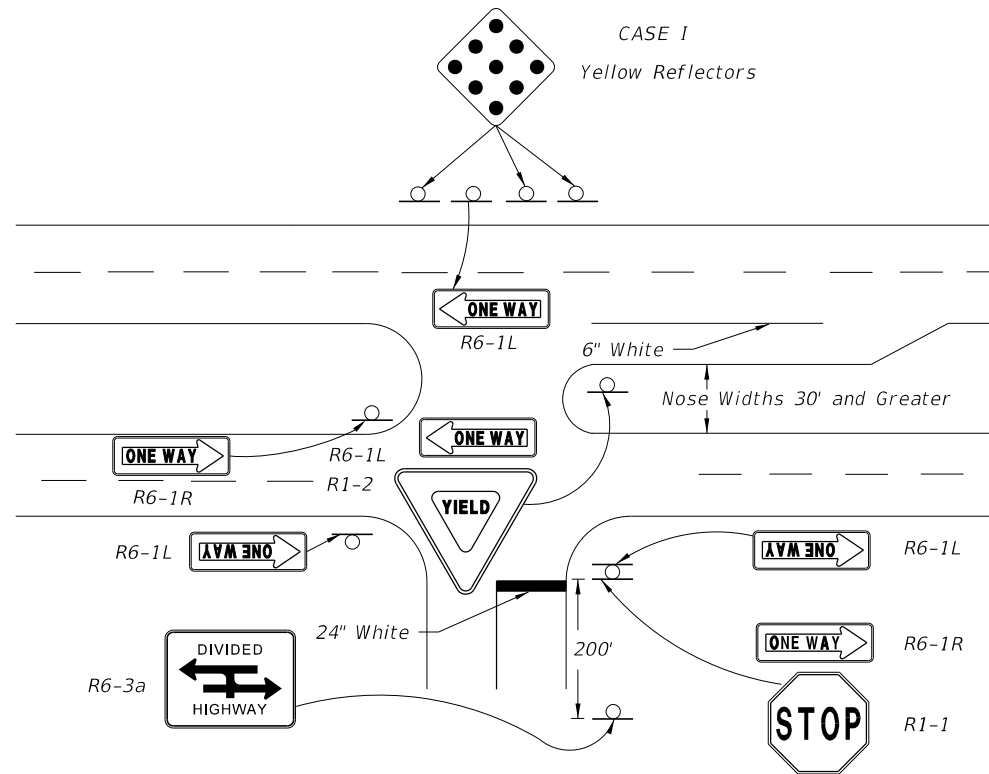 CASE I
Yellow Reflectors
ONE WAY
R6-1L
6" White
Nose Widths 30' and Greater
ONE WAY
ONE WAY
R6-1L
R6-1R
R1-2
YIELD
R6-1L
ONE WAY
ONE WAY
R6-1L
24" White
200'
ONE WAY
R6-1R
DIVIDED
HIGHWAY
R6-3a
STOP
R1-1